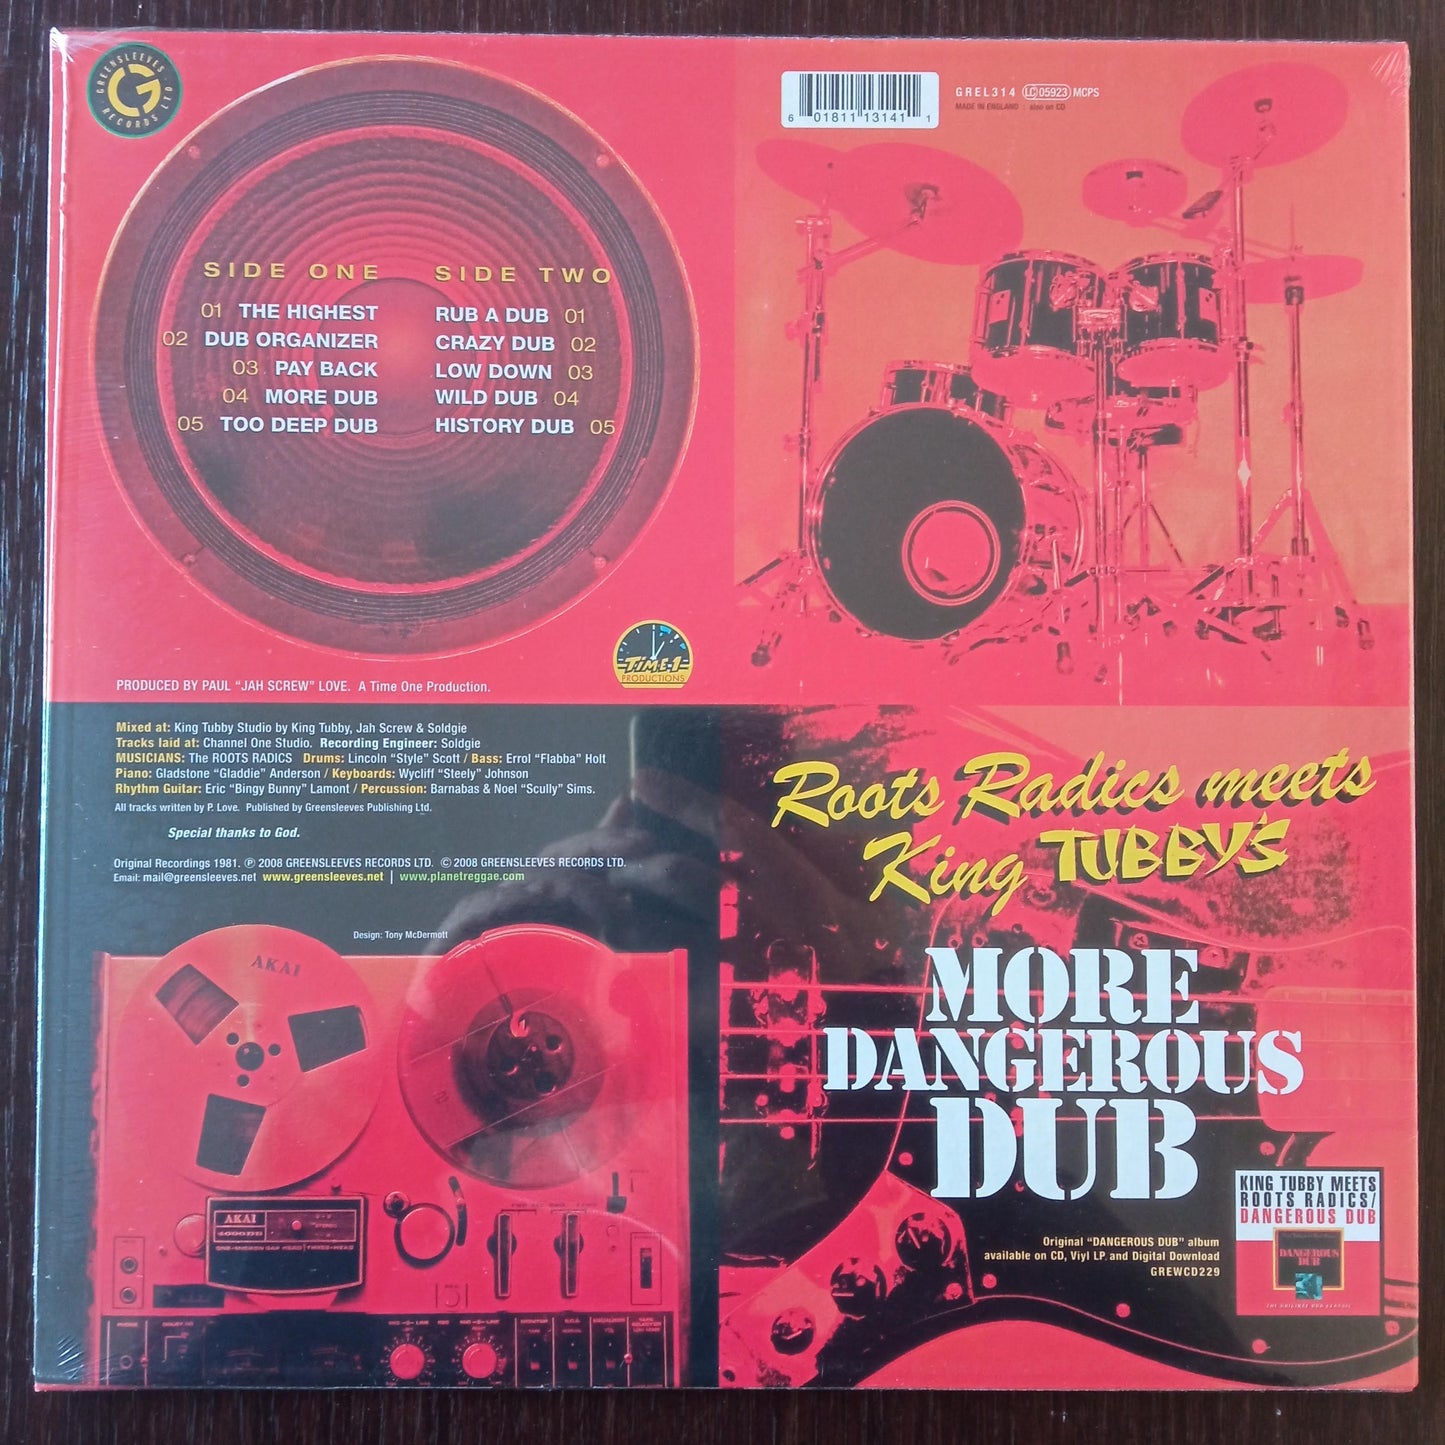 GREENSLEEVES RECORDS LTD
G
6 01811 13141 1
GREL314 LC 05923 MCPS
MADE IN ENGLAND : also on CD
SIDE ONE
01 THE HIGHEST
02 DUB ORGANIZER
03 PAY BACK
04 MORE DUB
05 TOO DEEP DUB
SIDE TWO
RUB A DUB 01
CRAZY DUB 02
LOW DOWN 03
WILD DUB 04
HISTORY DUB 05
TIME 1
PRODUCTIONS
PRODUCED BY PAUL “JAH SCREW” LOVE. A Time One Production.
Mixed at: King Tubby Studio by King Tubby, Jah Screw & Soldgie
Tracks laid at: Channel One Studio. Recording Engineer: Soldgie
MUSICIANS: The ROOTS RADICS Drums: Lincoln “Style” Scott / Bass: Errol “Flabba” Holt
Piano: Gladstone “Gladdie” Anderson / Keyboards: Wycliff “Steely” Johnson
Rhythm Guitar: Eric “Bingy Bunny” Lamont / Percussion: Barnabas & Noel “Scully” Sims.
All tracks written by P. Love. Published by Greensleeves Publishing Ltd.
Special thanks to God.
Original Recordings 1981. ℗ 2008 GREENSLEEVES RECORDS LTD. © 2008 GREENSLEEVES RECORDS LTD.
Email: mail@greensleeves.net www.greensleeves.net | www.planetreggae.com
Design: Tony McDermott
AKAI
AKAI
4000DB
Roots Radics meets
King TUBBY'S
MORE
DANGEROUS
DUB
Original “DANGEROUS DUB” album
available on CD, Viyl LP and Digital Download
GREWCD229
KING TUBBY MEETS
ROOTS RADICS/
DANGEROUS DUB
DANGEROUS
DUB